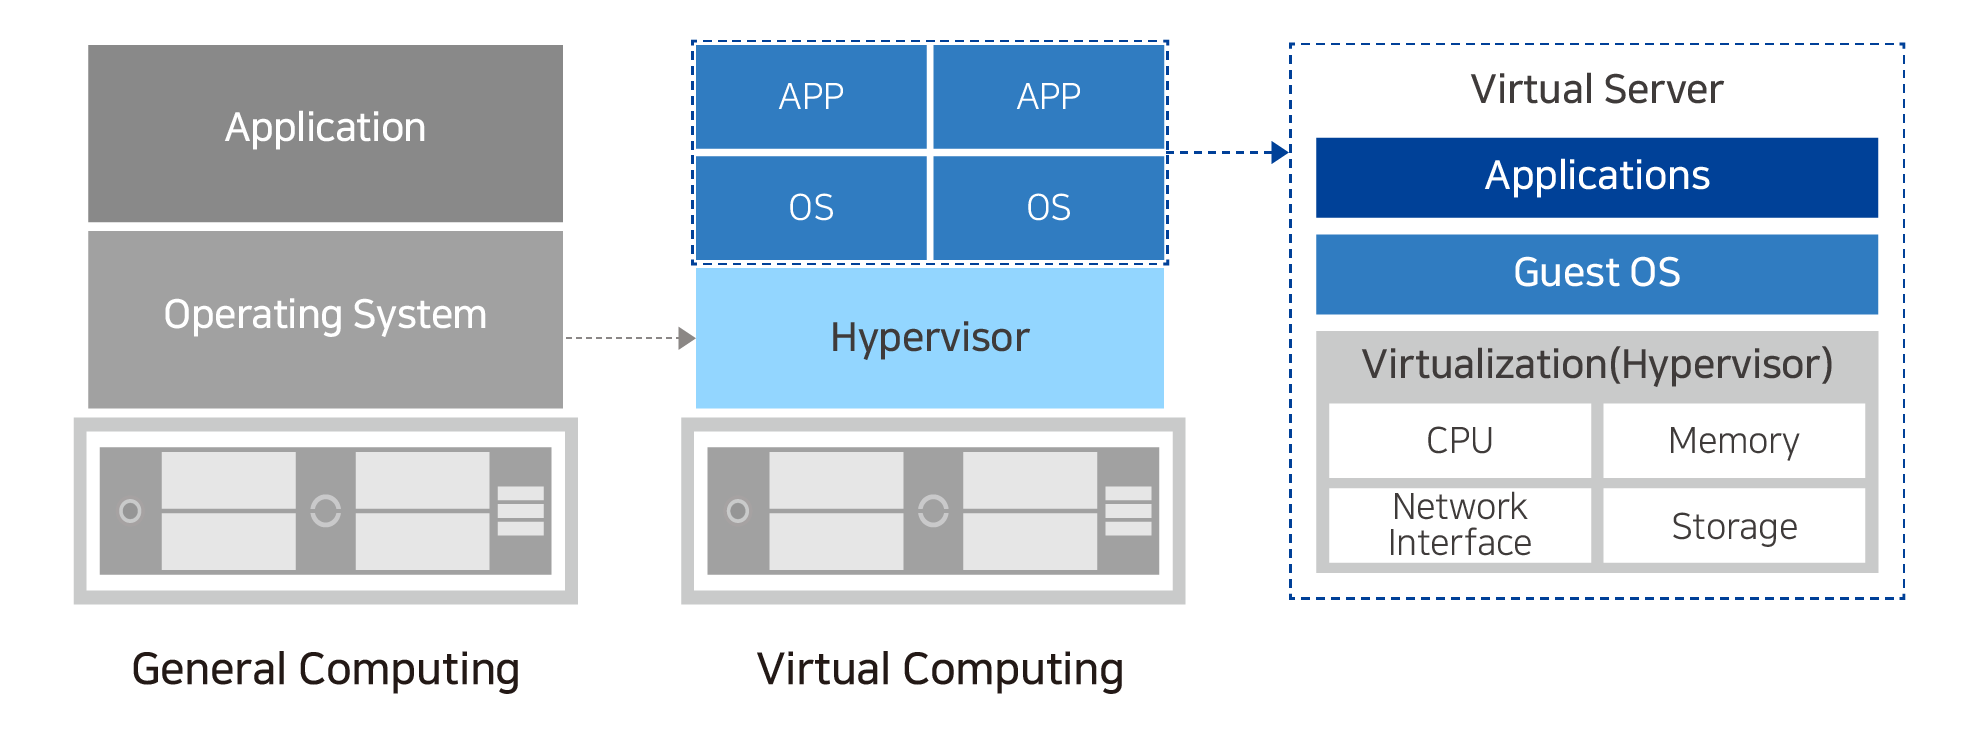 Application
Operating System
General Computing
APP
APP
OS
OS
Hypervisor
Virtual Computing
Virtual Server
Applications
Guest OS
Virtualization(Hypervisor)
CPU
Memory
Network
Interface
Storage